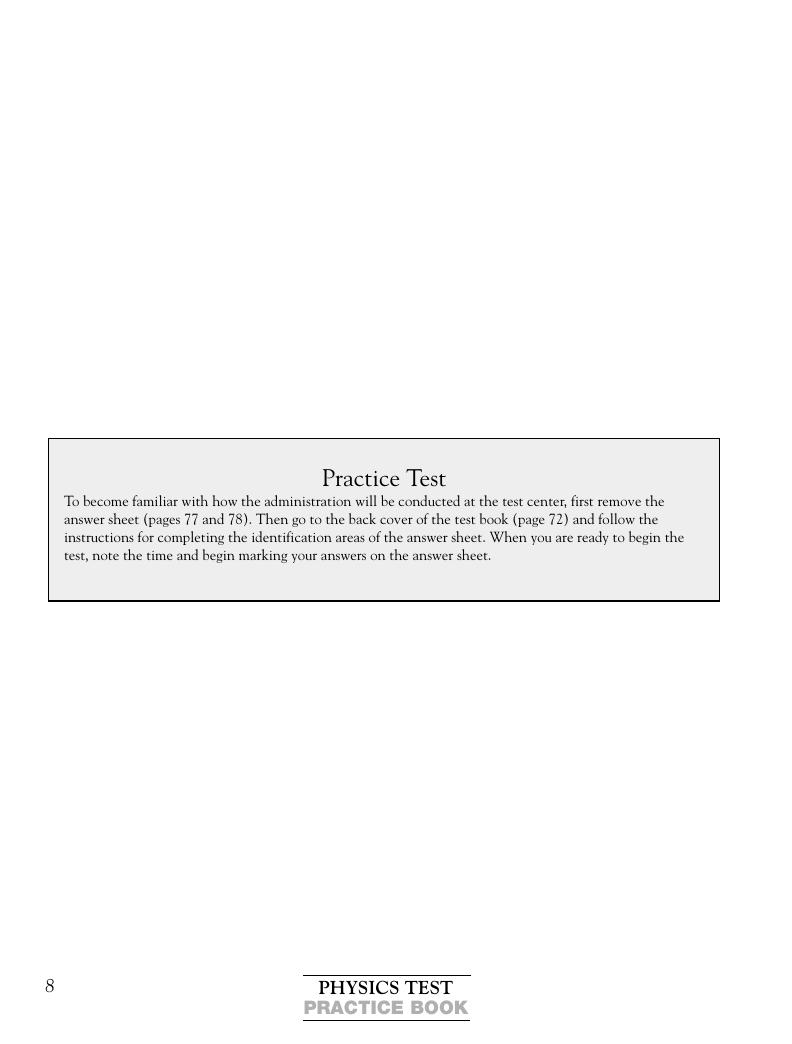 Practice Test
To become familiar with how the administration will be conducted at the test center, first remove the
answer sheet (pages 77 and 78). Then go to the back cover of the test book (page 72) and follow the
instructions for completing the identification areas of the answer sheet. When you are ready to begin the
test, note the time and begin marking your answers on the answer sheet.
8
PHYSICS TEST
PRACTICE BOOK